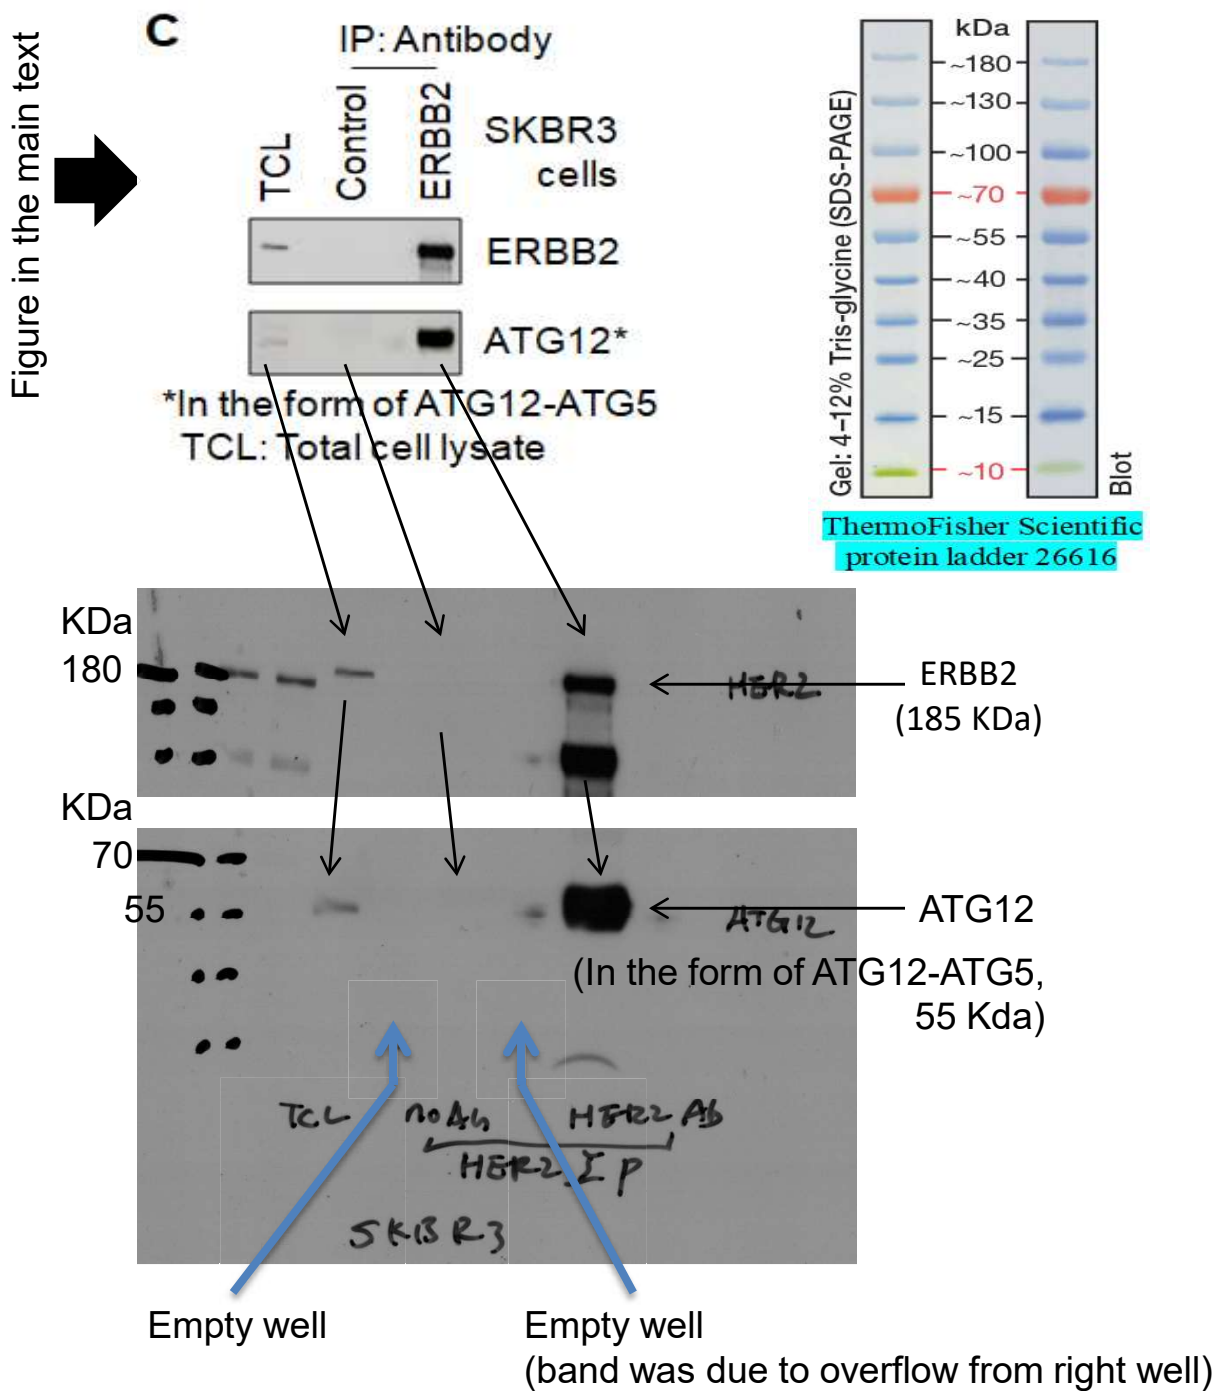 Figure in the main text
C
IP: Antibody
TCL
Control
ERBB2
SKBR3
cells
ERBB2
ATG12*
*In the form of ATG12-ATG5
TCL: Total cell lysate
Gel: 4–12% Tris-glycine (SDS-PAGE)
kDa
~180
~130
~100
~70
~55
~40
~35
~25
~15
~10
Blot
ThermoFisher Scientific
protein ladder 26616
KDa
180
HER2
ERBB2
(185 KDa)
KDa
70
55
ATG12
ATG12
(In the form of ATG12-ATG5,
55 Kda)
TCL no Ab HER2 Ab
HER2 IP
SKBR3
Empty well
Empty well
(band was due to overflow from right well)